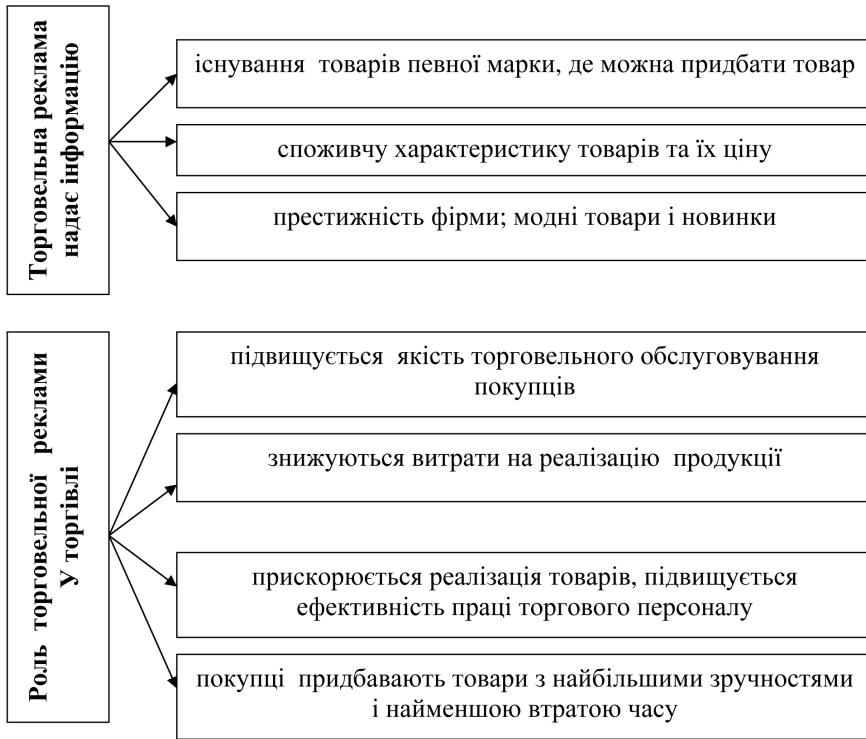 Торговельна реклама
надає інформацію
існування товарів певної марки, де можна придбати товар
споживчу характеристику товарів та їх ціну
престижність фірми; модні товари і новинки
Роль торговельної реклами
У торгівлі
підвищується якість торговельного обслуговування
покупців
знижуються витрати на реалізацію продукції
прискорюється реалізація товарів, підвищується
ефективність праці торгового персоналу
покупці придбавають товари з найбільшими зручностями
і найменшою втратою часу